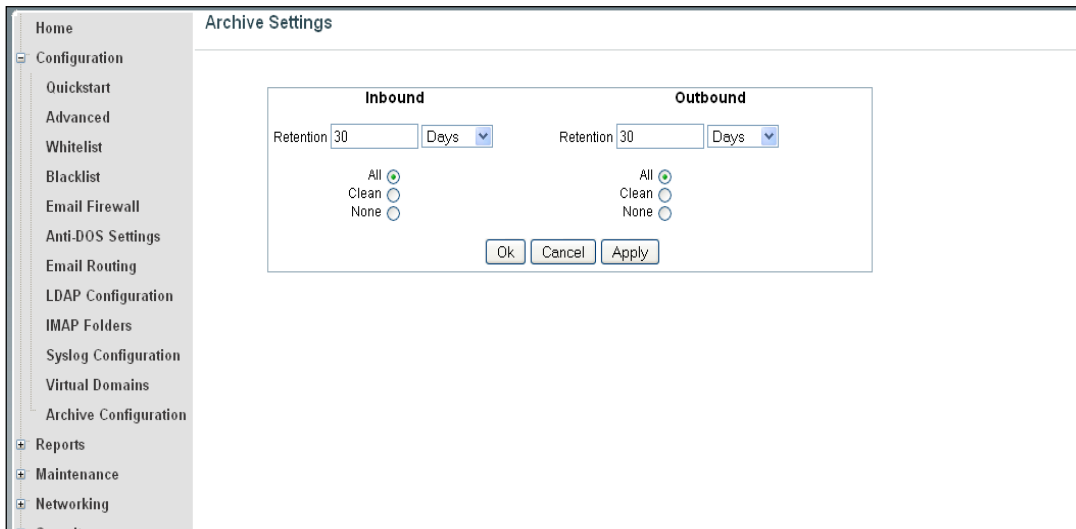 Home
Configuration
Quickstart
Advanced
Whitelist
Blacklist
Email Firewall
Anti-DOS Settings
Email Routing
LDAP Configuration
IMAP Folders
Syslog Configuration
Virtual Domains
Archive Configuration
Reports
Maintenance
Networking
Archive Settings
Inbound Outbound
Retention 30 Days Retention 30 Days
All All
Clean Clean
None None
Ok Cancel Apply